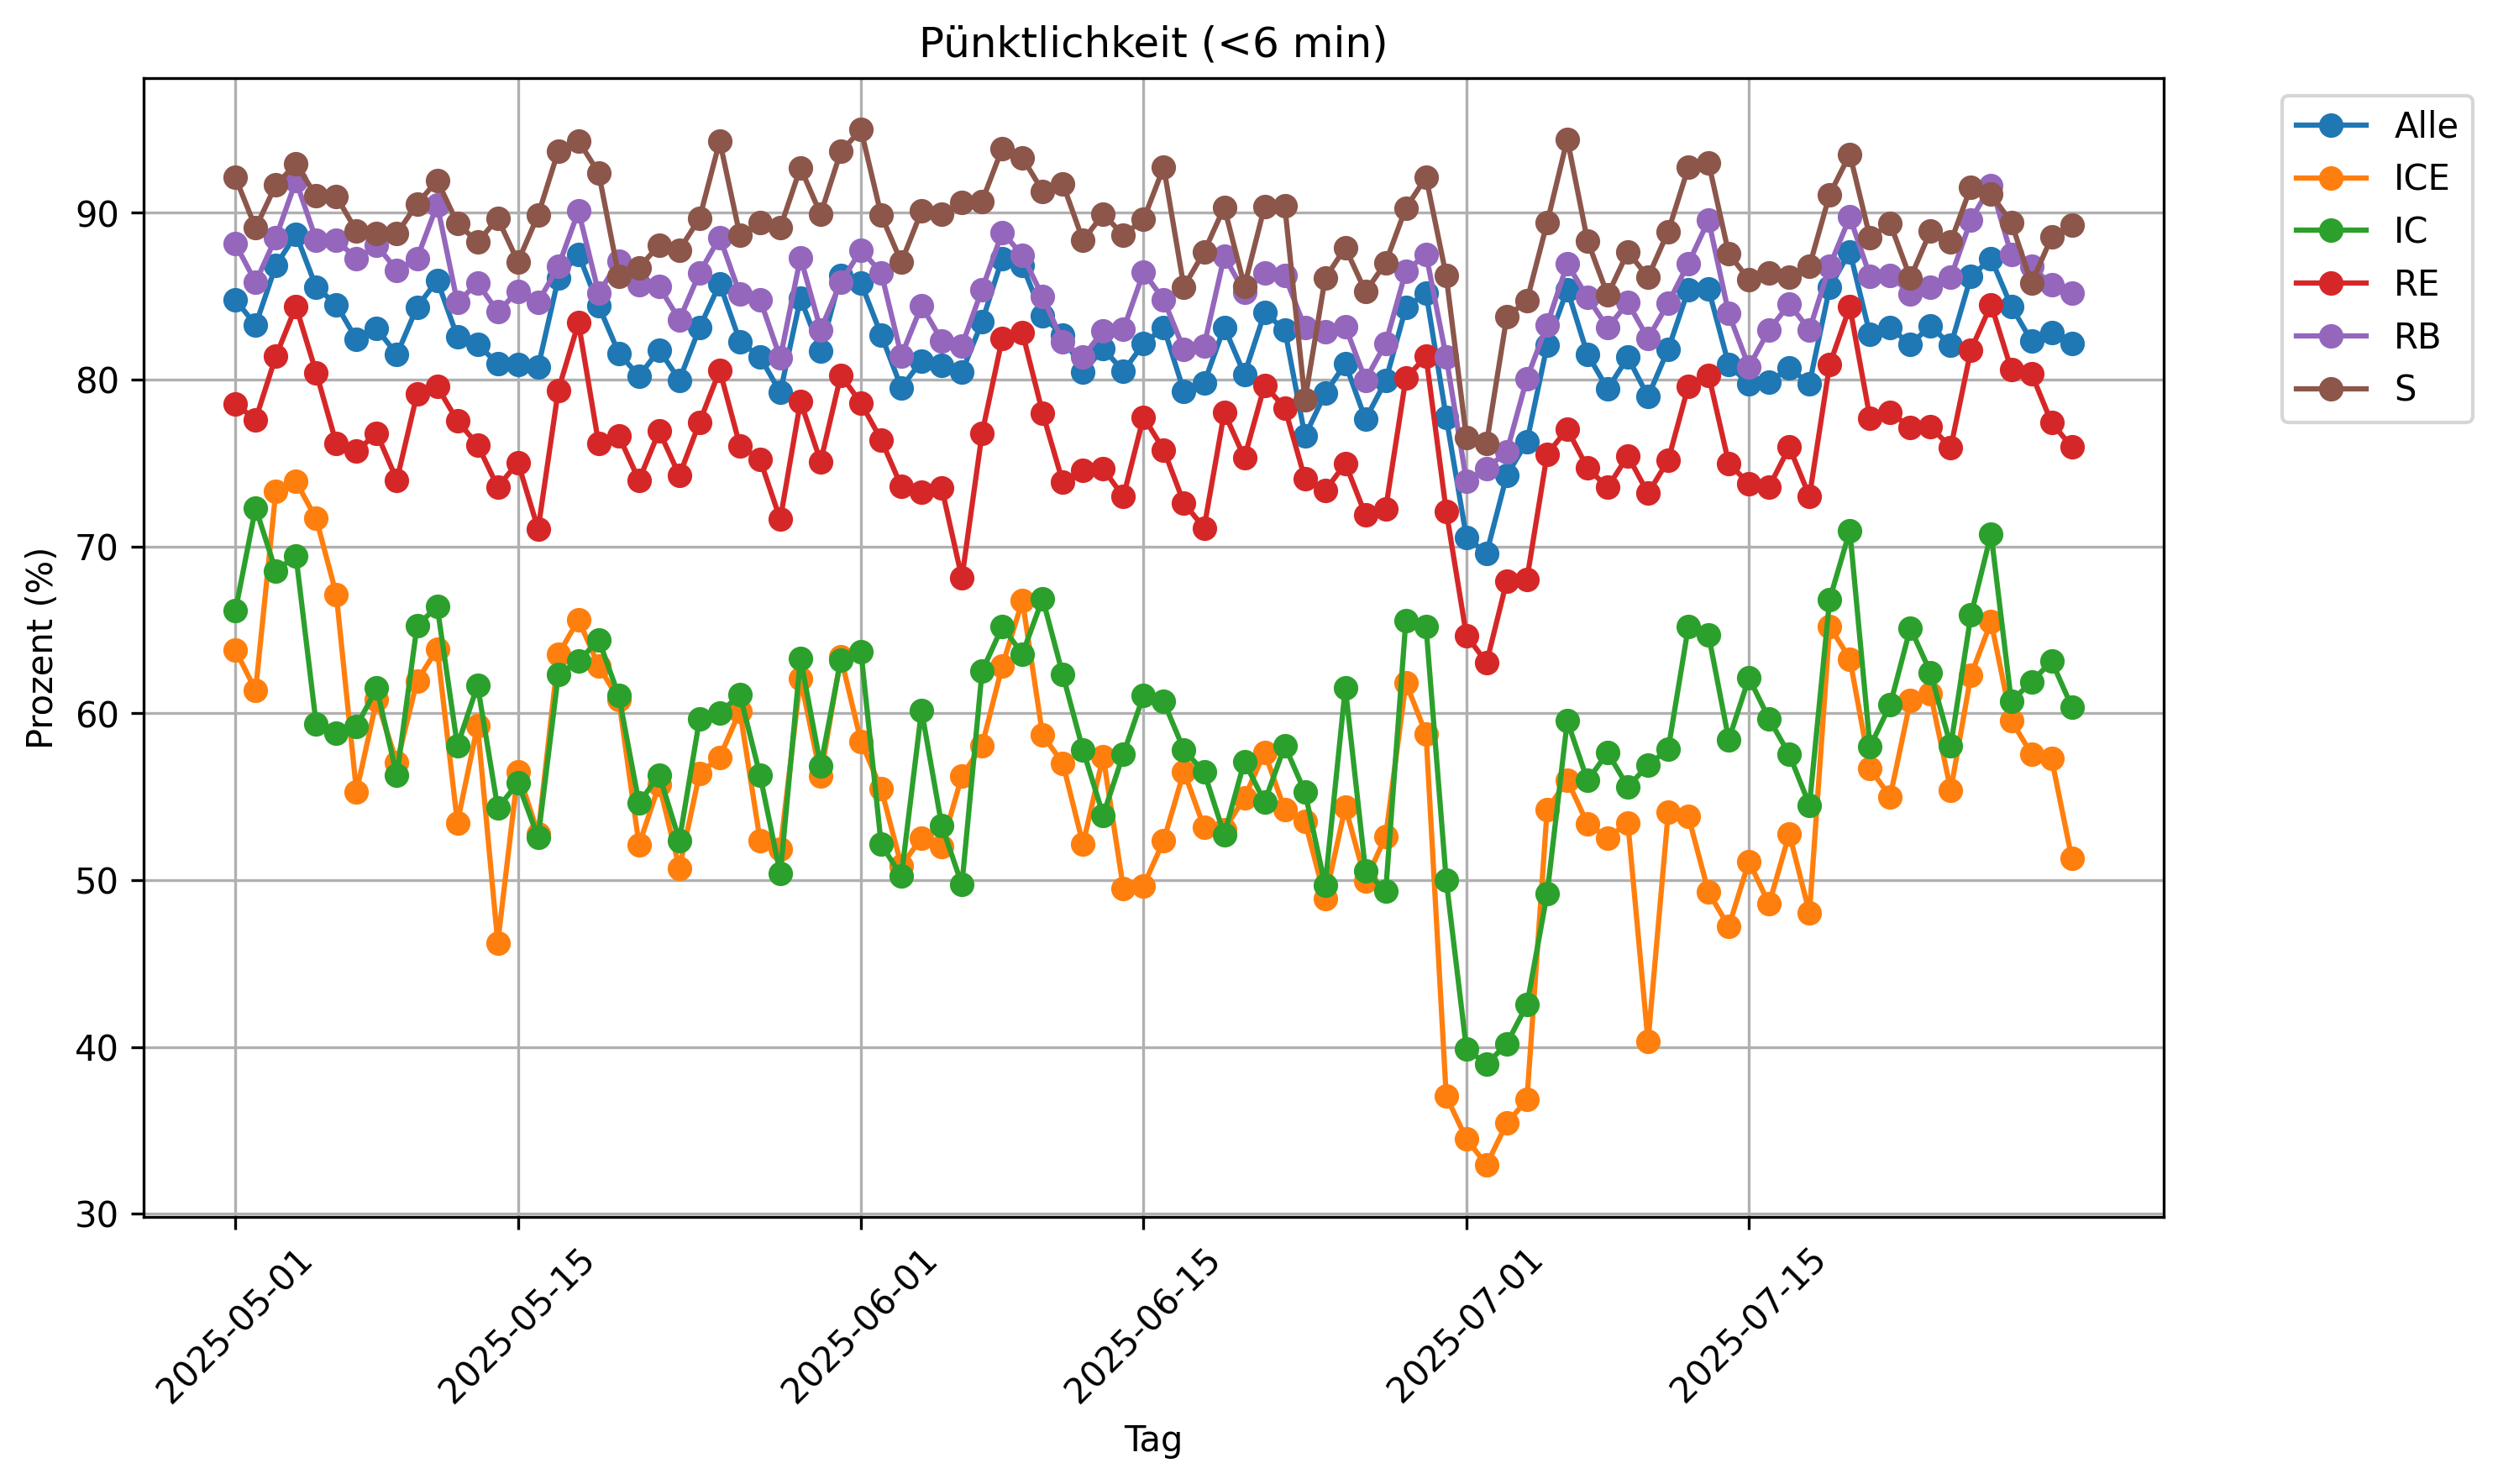 Pünktlichkeit (<6 min)
Prozent (%)
90
80
70
60
50
40
30
2025-05-01
2025-05-15
2025-06-01
2025-06-15
2025-07-01
2025-07-15
Tag
Alle
ICE
IC
RE
RB
S